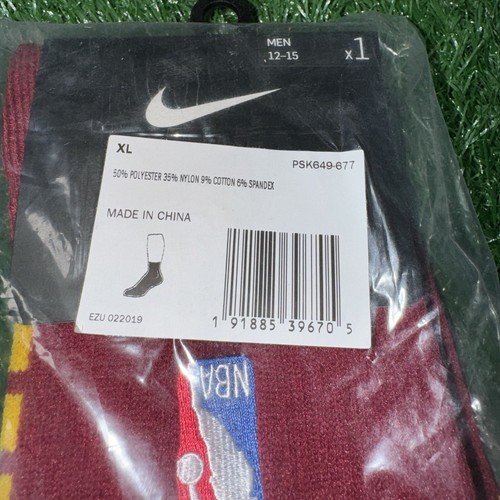 MEN
12–15
x1
XL
PSK649-677
50% POLYESTER 35% NYLON 9% COTTON 6% SPANDEX
MADE IN CHINA
EZU 022019
1 91885 39670 5
NBA